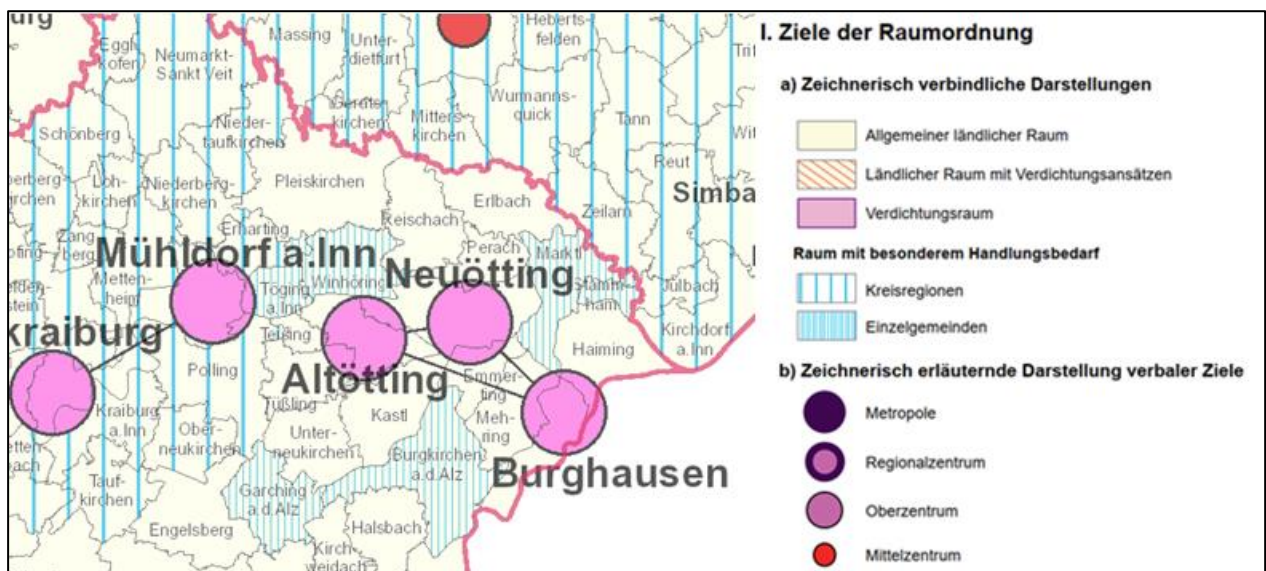 Eggl-
kofen
Neumarkt-
Sankt Veit
Massing
Unter-
dietfurt
Heberts-
felden
Schönberg
Nieder-
taufkirchen
Gerats-
kirchen
Mitters-
kirchen
Wurmanns-
quick
Tann
Reut
Loh-
kirchen
Niederberg-
kirchen
Pleiskirchen
Erlbach
Simba
Zeilarn
Reischach
Erharting
Zang-
berg
Perach
Marktl
Mühldorf a.Inn
Neuötting
Metten-
heim
Töging
a.Inn
Winhöring
Stamm-
ham
Julbach
kraiburg
Teising
Haiming
Kirchdorf
a.Inn
Polling
Altötting
Emmer-
ting
Kraiburg
a.Inn
Ober-
neukirchen
Tüßling
Kastl
Meh-
ring
Unter-
neukirchen
Burgkirchen
a.d.Alz
Burghausen
Tauf-
kirchen
Garching
a.d.Alz
Engelsberg
Halsbach
Kirch-
weidach
I. Ziele der Raumordnung
a) Zeichnerisch verbindliche Darstellungen
Allgemeiner ländlicher Raum
Ländlicher Raum mit Verdichtungsansätzen
Verdichtungsraum
Raum mit besonderem Handlungsbedarf
Kreisregionen
Einzelgemeinden
b) Zeichnerisch erläuternde Darstellung verbaler Ziele
Metropole
Regionalzentrum
Oberzentrum
Mittelzentrum